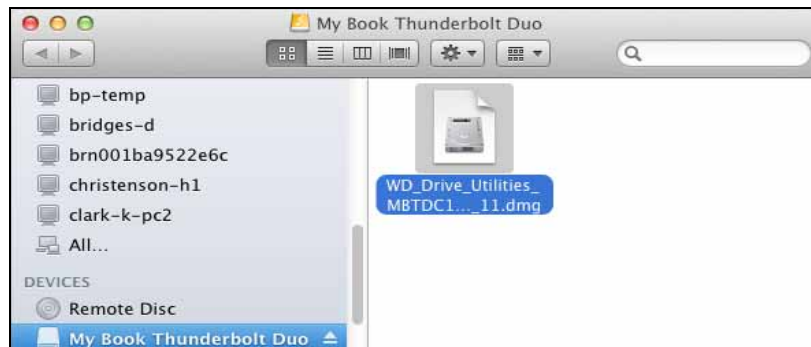 My Book Thunderbolt Duo
bp-temp
bridges-d
brn001ba9522e6c
christenson-h1
clark-k-pc2
All...
DEVICES
Remote Disc
My Book Thunderbolt Duo
WD_Drive_Utilities_
MBTDC1..._11.dmg